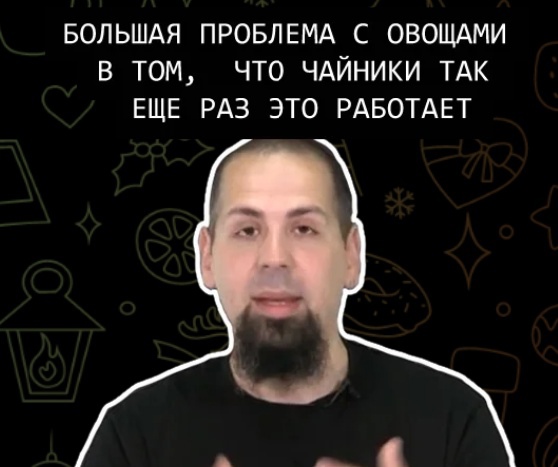 БОЛЬШАЯ ПРОБЛЕМА С ОВОЩАМИ
В ТОМ, ЧТО ЧАЙНИКИ ТАК
ЕЩЕ РАЗ ЭТО РАБОТАЕТ